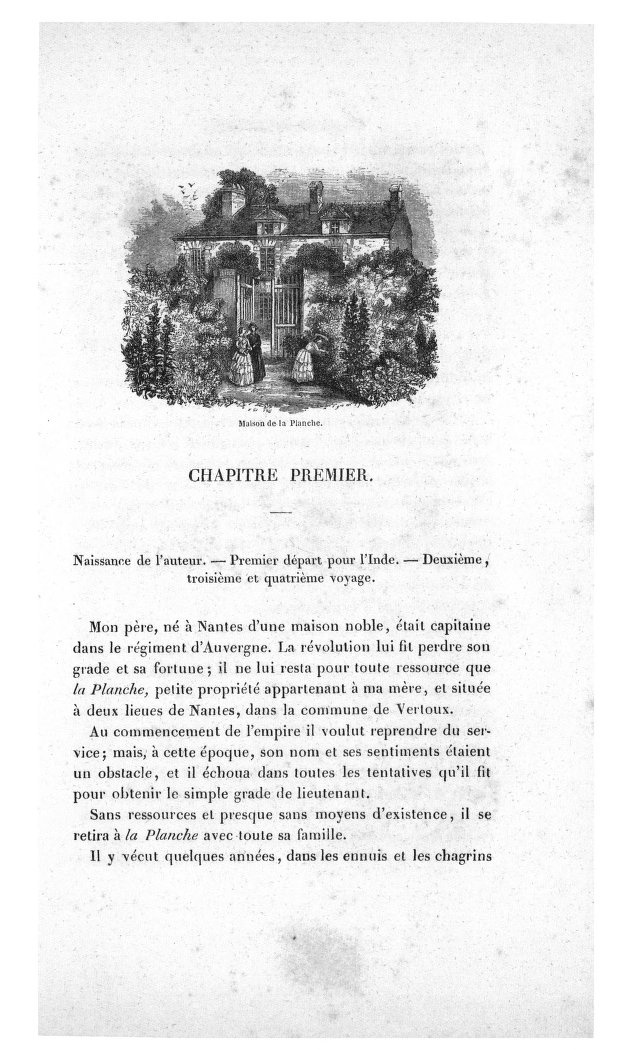 Maison de la Planche.
CHAPITRE PREMIER.
Naissance de l'auteur. — Premier départ pour l'Inde. — Deuxième,
troisième et quatrième voyage.
Mon père, né à Nantes d'une maison noble, était capitaine
dans le régiment d'Auvergne. La révolution lui fit perdre son
grade et sa fortune; il ne lui resta pour toute ressource que
la Planche, petite propriété appartenant à ma mère, et située
à deux lieues de Nantes, dans la commune de Vertoux.
Au commencement de l'empire il voulut reprendre du ser-
vice; mais, à cette époque, son nom et ses sentiments étaient
un obstacle, et il échoua dans toutes les tentatives qu'il fit
pour obtenir le simple grade de lieutenant.
Sans ressources et presque sans moyens d'existence, il se
retira à la Planche avec toute sa famille.
Il y vécut quelques années, dans les ennuis et les chagrins